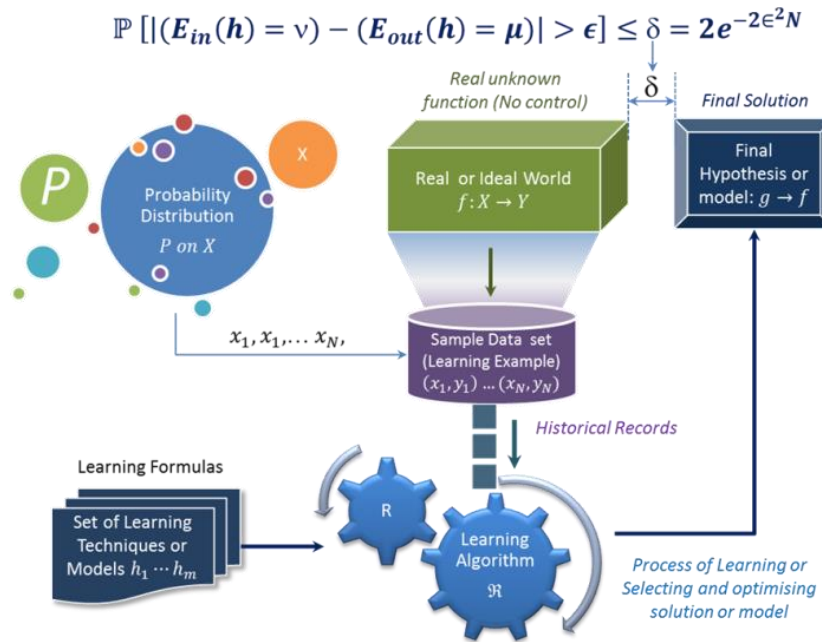 ℙ [|(E_in(h) = ν) − (E_out(h) = μ)| > ϵ] ≤ δ = 2e^{-2∈²N}
Real unknown
function (No control)
δ
Final Solution
P
X
Probability
Distribution
P on X
Real or Ideal World
f: X → Y
Final
Hypothesis or
model: g → f
x₁, x₁, … x_N,
Sample Data set
(Learning Example)
(x₁, y₁) … (x_N, y_N)
Historical Records
Learning Formulas
Set of Learning
Techniques or
Models h₁ ⋯ h_m
R
Learning
Algorithm
ℜ
Process of Learning or
Selecting and optimising
solution or model